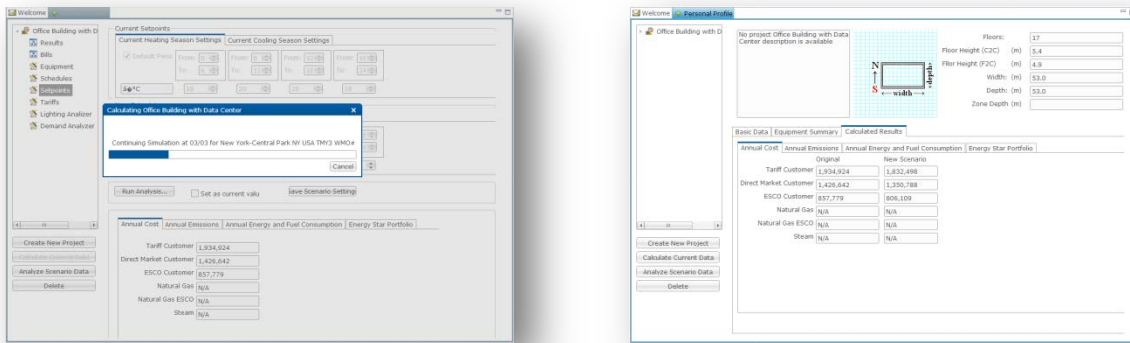 Welcome
Office Building with D
Results
Bills
Equipment
Schedules
Setpoints
Tariffs
Lighting Analizer
Demand Analyzer
Create New Project
Analyze Scenario Data
Delete
Current Setpoints
Current Heating Season Settings Current Cooling Season Settings
From: From: From: From:
To: To: To: To:
Calculating Office Building with Data Center
Continuing Simulation at 03/03 for New York-Central Park NY USA TMY3 WMO#
Cancel
Run Analysis... Set as current valu ave Scenario Setting
Annual Cost Annual Emissions Annual Energy and Fuel Consumption Energy Star Portfolio
Tariff Customer 1,934,924
Direct Market Customer 1,426,642
ESCO Customer 857,779
Natural Gas N/A
Natural Gas ESCO N/A
Steam N/A
Welcome Personal Profile
Office Building with D
Create New Project
Calculate Current Data
Analyze Scenario Data
Delete
No project Office Building with Data
Center description is available
N
S
width
depth
Floors: 17
Floor Height (C2C) (m) 5.4
Height (F2C) (m) 4.9
Width: (m) 53.0
Depth: (m) 53.0
Zone Depth (m)
Basic Data Equipment Summary Calculated Results
Annual Cost Annual Emissions Annual Energy and Fuel Consumption Energy Star Portfolio
Original New Scenario
Tariff Customer 1,934,924 1,832,498
Direct Market Customer 1,426,642 1,350,788
ESCO Customer 857,779 806,109
Natural Gas N/A N/A
Natural Gas ESCO N/A N/A
Steam N/A N/A